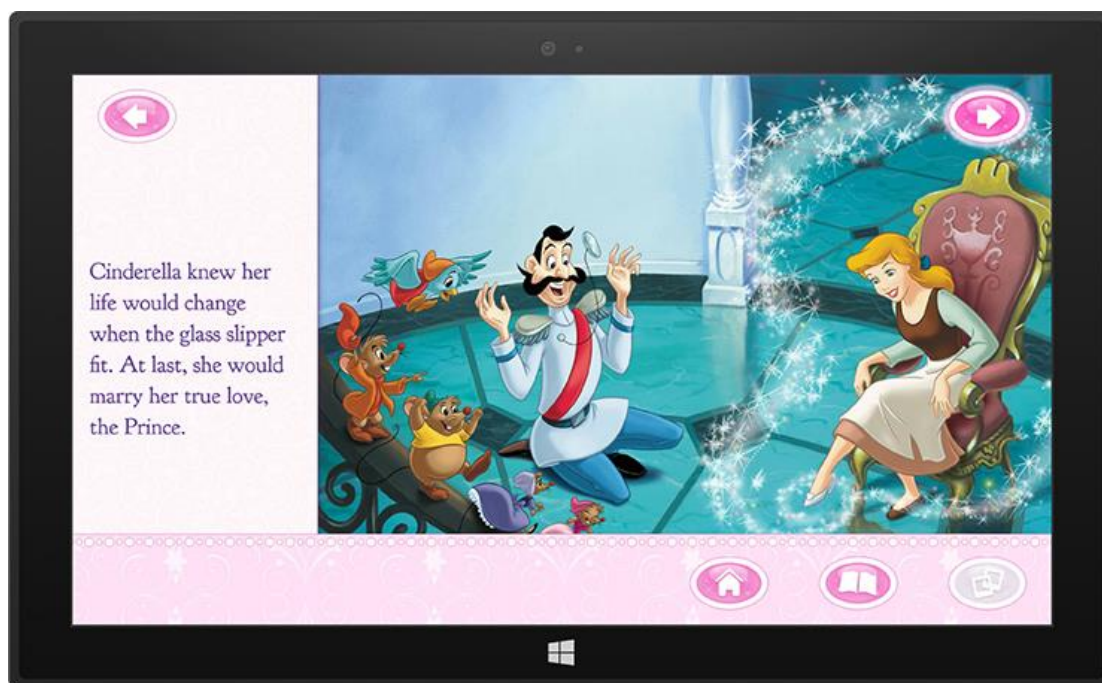 Cinderella knew her
life would change
when the glass slipper
fit. At last, she would
marry her true love,
the Prince.